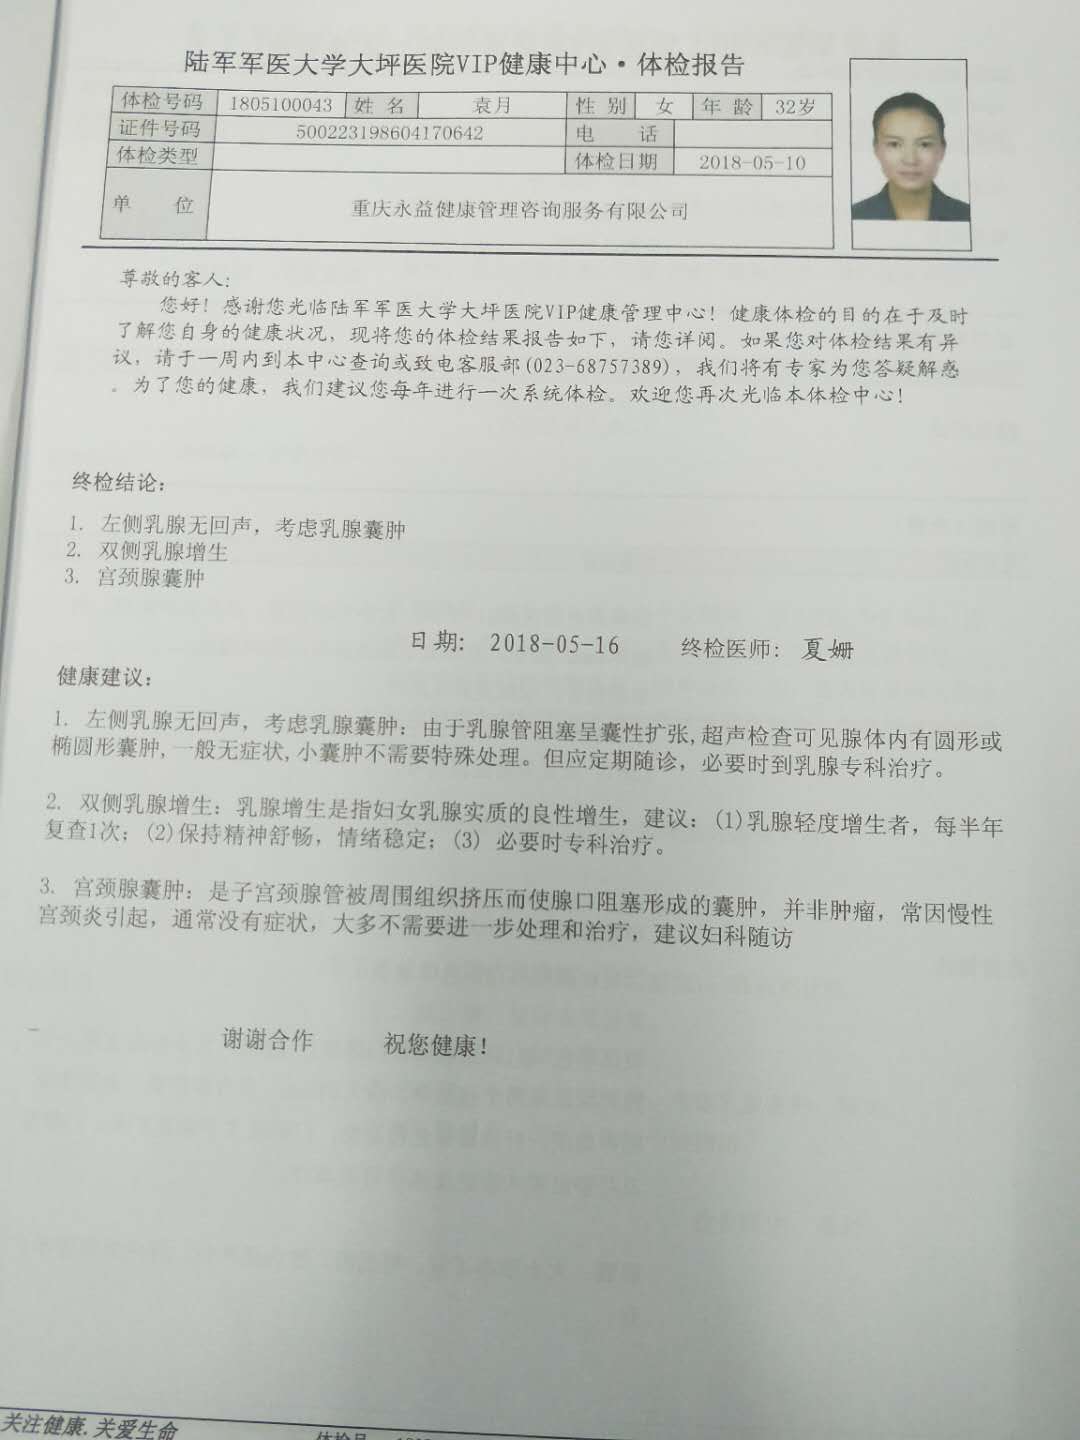 陆军军医大学大坪医院VIP健康中心·体检报告
体检号码 1805100043 姓 名 袁月 性 别 女 年 龄 32岁
证件号码 500223198604170642 电 话
体检类型 体检日期 2018-05-10
单 位 重庆永益健康管理咨询服务有限公司
尊敬的客人:
您好！感谢您光临陆军军医大学大坪医院VIP健康管理中心！健康体检的目的在于及时
了解您自身的健康状况，现将您的体检结果报告如下，请您详阅。如果您对体检结果有异
议，请于一周内到本中心查询或致电客服部(023-68757389)，我们将有专家为您答疑解惑
。为了您的健康，我们建议您每年进行一次系统体检。欢迎您再次光临本体检中心！
终检结论:
1. 左侧乳腺无回声，考虑乳腺囊肿
2. 双侧乳腺增生
3. 宫颈腺囊肿
日期: 2018-05-16 终检医师: 夏姗
健康建议:
1. 左侧乳腺无回声，考虑乳腺囊肿: 由于乳腺管阻塞呈囊性扩张,超声检查可见腺体内有圆形或
椭圆形囊肿,一般无症状,小囊肿不需要特殊处理。但应定期随诊，必要时到乳腺专科治疗。
2. 双侧乳腺增生: 乳腺增生是指妇女乳腺实质的良性增生，建议: (1)乳腺轻度增生者，每半年
复查1次; (2)保持精神舒畅，情绪稳定; (3) 必要时专科治疗。
3. 宫颈腺囊肿: 是子宫颈腺管被周围组织挤压而使腺口阻塞形成的囊肿，并非肿瘤，常因慢性
宫颈炎引起，通常没有症状，大多不需要进一步处理和治疗，建议妇科随访
谢谢合作 祝您健康!
关注健康.关爱生命
体检号